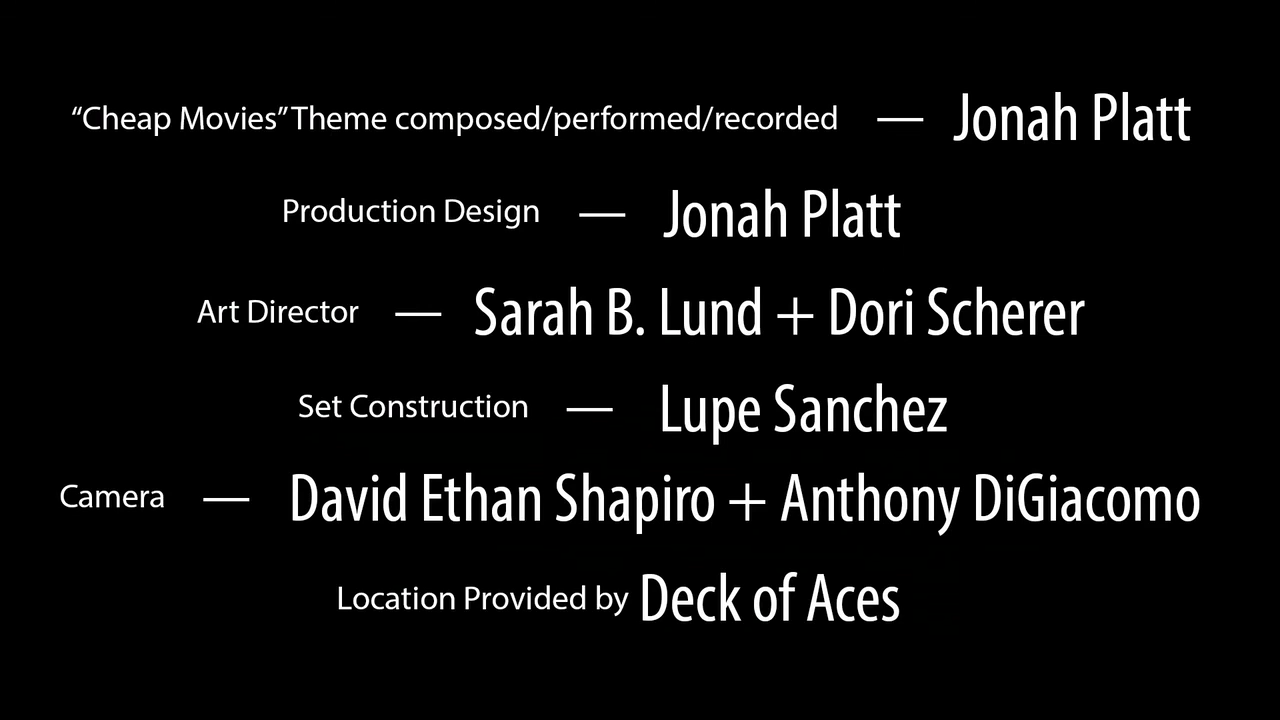 “Cheap Movies” Theme composed/performed/recorded — Jonah Platt
Production Design — Jonah Platt
Art Director — Sarah B. Lund + Dori Scherer
Set Construction — Lupe Sanchez
Camera — David Ethan Shapiro + Anthony DiGiacomo
Location Provided by Deck of Aces